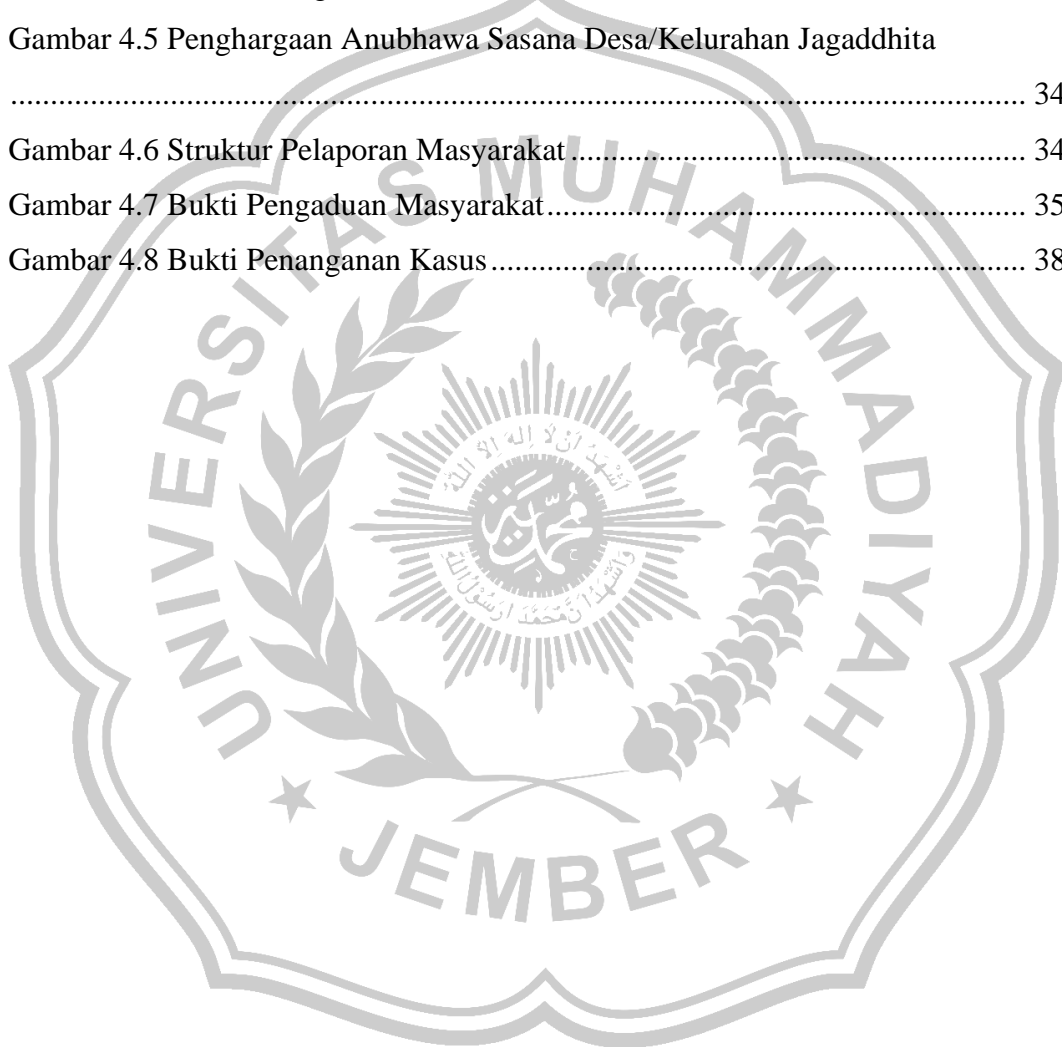 Gambar 4.5 Penghargaan Anubhawa Sasana Desa/Kelurahan Jagaddhita
................................................................................................................................ 34
Gambar 4.6 Struktur Pelaporan Masyarakat ......................................................... 34
Gambar 4.7 Bukti Pengaduan Masyarakat............................................................ 35
Gambar 4.8 Bukti Penanganan Kasus ................................................................... 38
UNIVERSITAS MUHAMMADIYAH
JEMBER